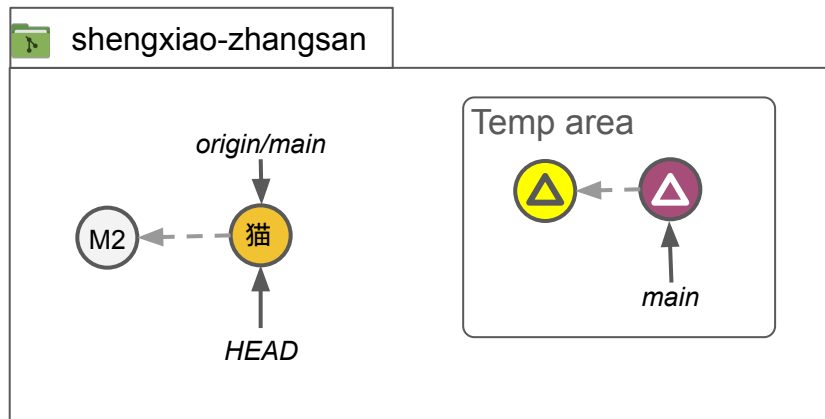 shengxiao-zhangsan
origin/main
M2
猫
HEAD
Temp area
main